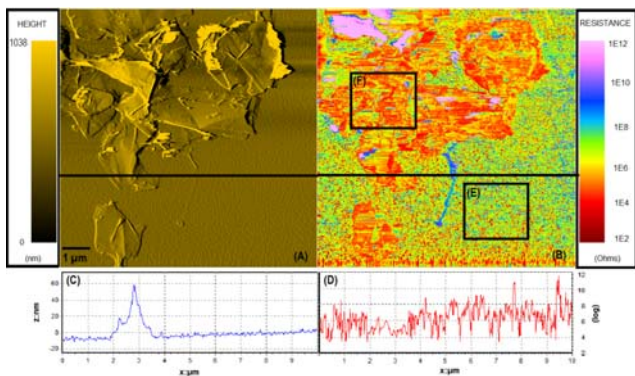 HEIGHT
1038
0
(nm)
1 µm
(A)
(F)
(E)
(B)
RESISTANCE
1E12
1E10
1E8
1E6
1E4
1E2
(Ohms)
(C)
z:nm
60
40
20
0
-20
0 1 2 3 4 5 6 7 8 9
x:µm
(D)
0 1 2 3 4 5 6 7 8 9 10
x:µm
12
10
8
6
4
2
(log)